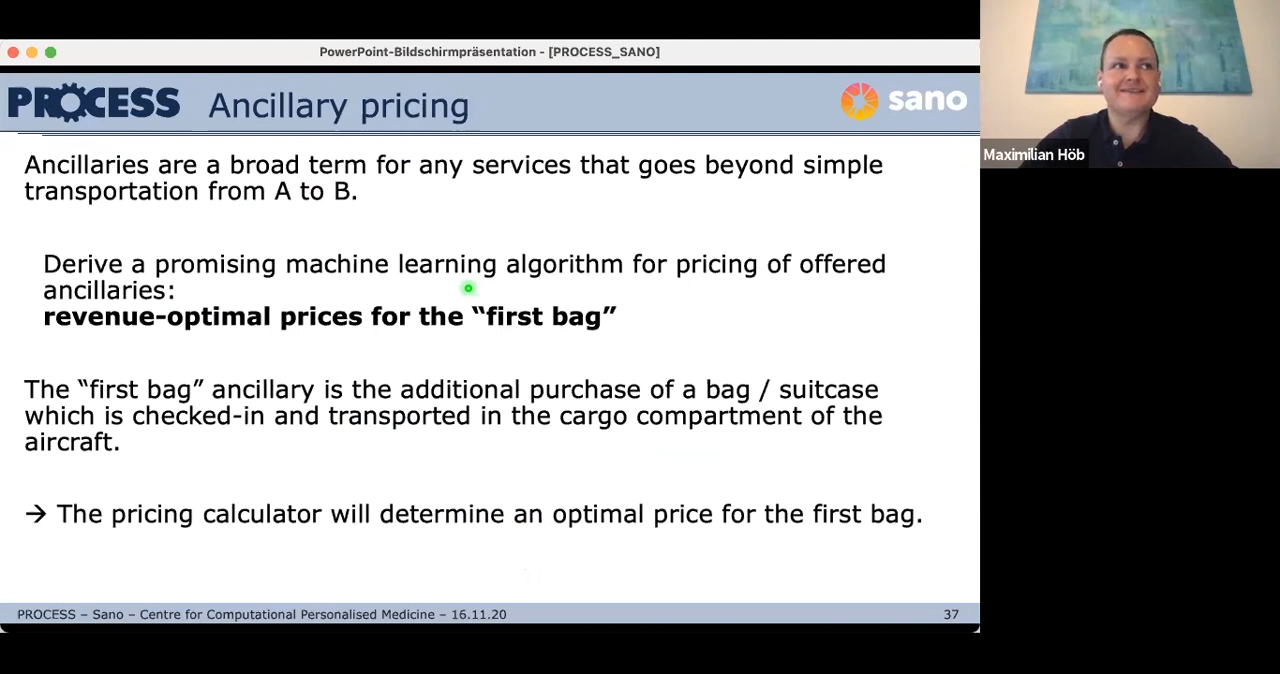 PowerPoint-Bildschirmpräsentation - [PROCESS_SANO]
PROCESS Ancillary pricing sano
Maximilian Höb
Ancillaries are a broad term for any services that goes beyond simple
transportation from A to B.
Derive a promising machine learning algorithm for pricing of offered
ancillaries:
revenue-optimal prices for the “first bag”
The “first bag” ancillary is the additional purchase of a bag / suitcase
which is checked-in and transported in the cargo compartment of the
aircraft.
→ The pricing calculator will determine an optimal price for the first bag.
PROCESS – Sano – Centre for Computational Personalised Medicine – 16.11.20 37